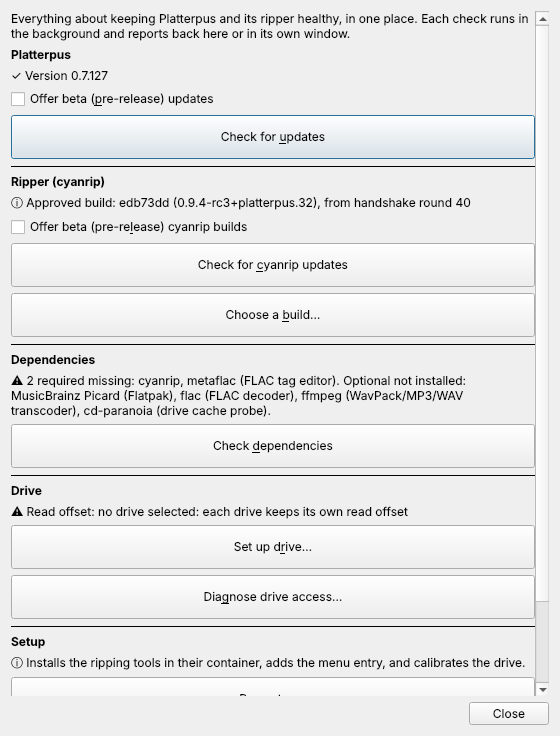 Everything about keeping Platterpus and its ripper healthy, in one place. Each check runs in
the background and reports back here or in its own window.
Platterpus
✓ Version 0.7.127
Offer beta (pre-release) updates
Check for updates
Ripper (cyanrip)
ⓘ Approved build: edb73dd (0.9.4-rc3+platterpus.32), from handshake round 40
Offer beta (pre-release) cyanrip builds
Check for cyanrip updates
Choose a build...
Dependencies
⚠ 2 required missing: cyanrip, metaflac (FLAC tag editor). Optional not installed:
MusicBrainz Picard (Flatpak), flac (FLAC decoder), ffmpeg (WavPack/MP3/WAV
transcoder), cd-paranoia (drive cache probe).
Check dependencies
Drive
⚠ Read offset: no drive selected: each drive keeps its own read offset
Set up drive...
Diagnose drive access...
Setup
ⓘ Installs the ripping tools in their container, adds the menu entry, and calibrates the drive.
Close